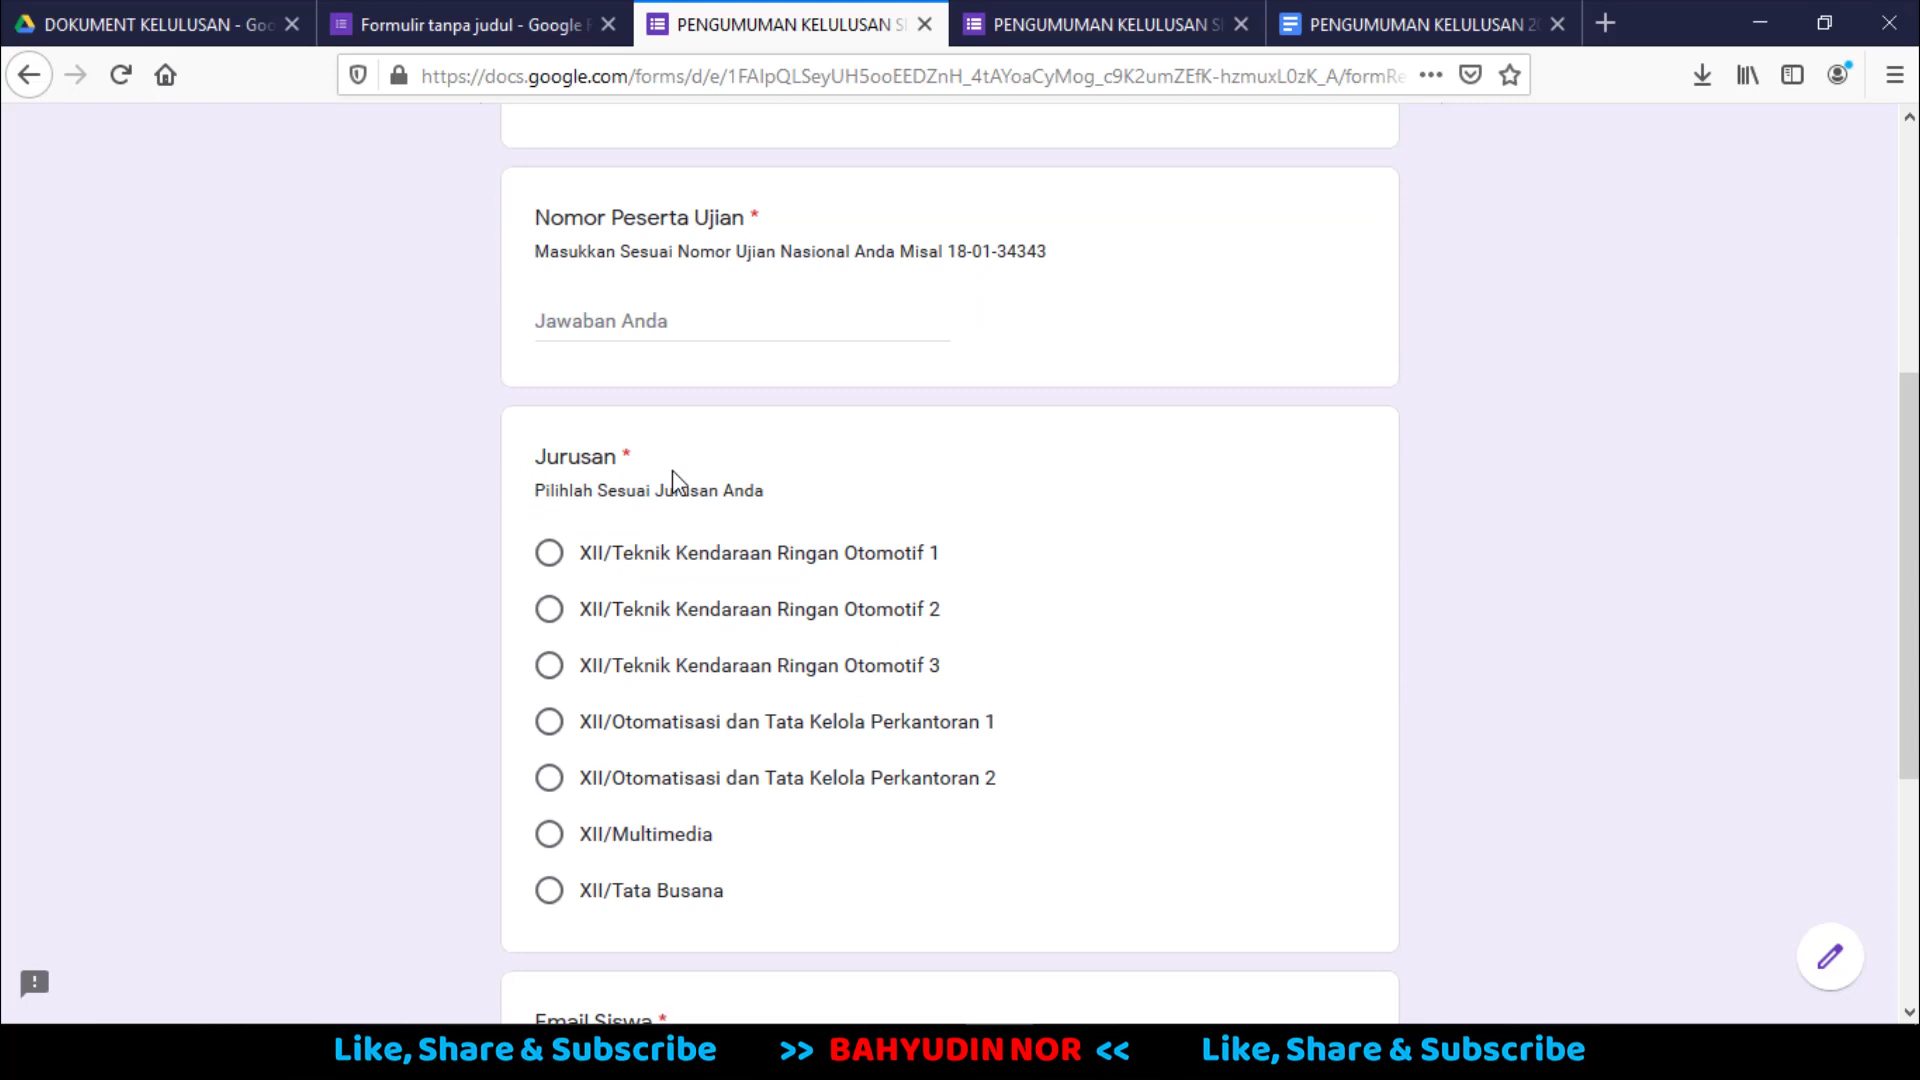 DOKUMENT KELULUSAN - Goo
Formulir tanpa judul - Google F
PENGUMUMAN KELULUSAN S
PENGUMUMAN KELULUSAN S
PENGUMUMAN KELULUSAN 20
https://docs.google.com/forms/d/e/1FAIpQLSeyUH5ooEEDZnH_4tAYoaCyMog_c9K2umZEfK-hzmuxL0zK_A/formRe
Nomor Peserta Ujian *
Masukkan Sesuai Nomor Ujian Nasional Anda Misal 18-01-34343
Jawaban Anda
Jurusan *
Pilihlah Sesuai Jurusan Anda
XII/Teknik Kendaraan Ringan Otomotif 1
XII/Teknik Kendaraan Ringan Otomotif 2
XII/Teknik Kendaraan Ringan Otomotif 3
XII/Otomatisasi dan Tata Kelola Perkantoran 1
XII/Otomatisasi dan Tata Kelola Perkantoran 2
XII/Multimedia
XII/Tata Busana
Email Siswa *
Like, Share & Subscribe >> BAHYUDIN NOR << Like, Share & Subscribe